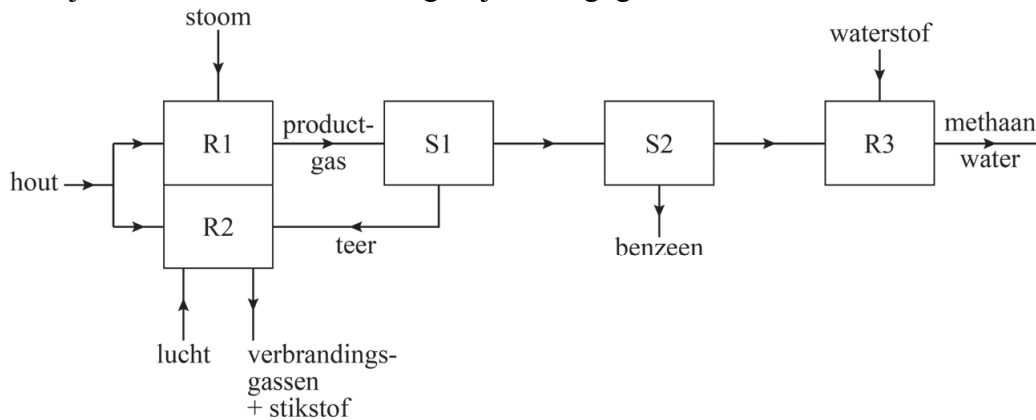 stoom
waterstof
hout
R1
R2
product-
gas
S1
teer
S2
benzeen
R3
methaan
water
lucht
verbrandings-
gassen
+ stikstof